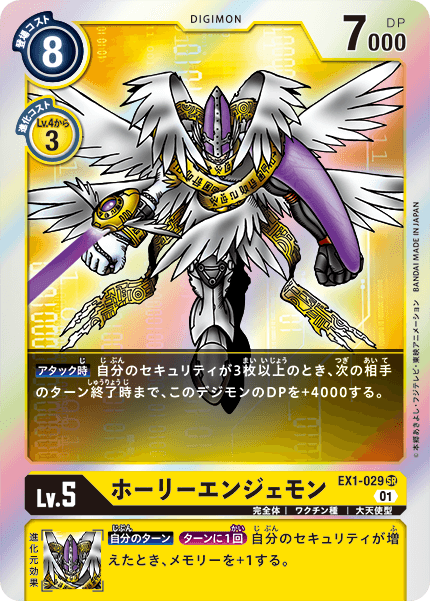 登場コスト
8
DIGIMON
7000
DP
進化コスト
Lv.4から
3
BANDAI MADE IN JAPAN
© 本郷あきよし・フジテレビ・東映アニメーション
アタック時 自分のセキュリティが3枚以上のとき、次の相手
のターン終了時まで、このデジモンのDPを+4000する。
Lv.5
ホーリーエンジェモン
EX1-029 SR
01
完全体 | ワクチン種 | 大天使型
進化元効果
自分のターン ターンに1回 自分のセキュリティが増
えたとき、メモリーを+1する。